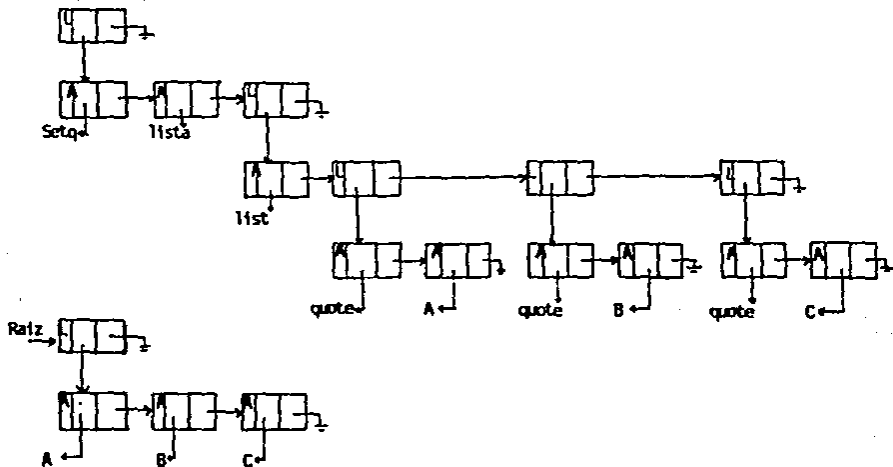 L
A A L
Setq lista
A L L
list
A A A A A A
quote A quote B quote C
Raiz L
A A A
A B C